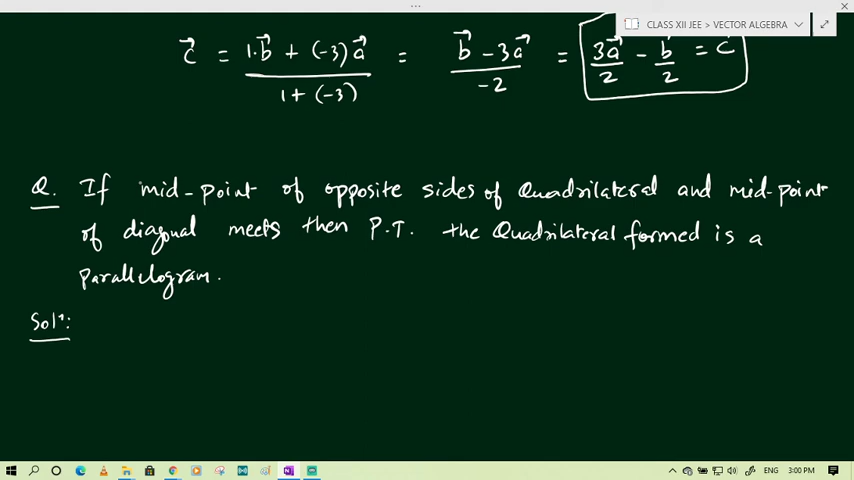 CLASS XII JEE > VECTOR ALGEBRA
c⃗ = (1·b⃗ + (-3)a⃗)/(1 + (-3)) = (b⃗ - 3a⃗)/(-2) = 3a⃗/2 - b⃗/2 = c⃗
Q. If mid-point of opposite sides of Quadrilateral and mid-point
of diagonal meets then P.T. the Quadrilateral formed is a
parallelogram.
Solⁿ:
ENG 3:00 PM